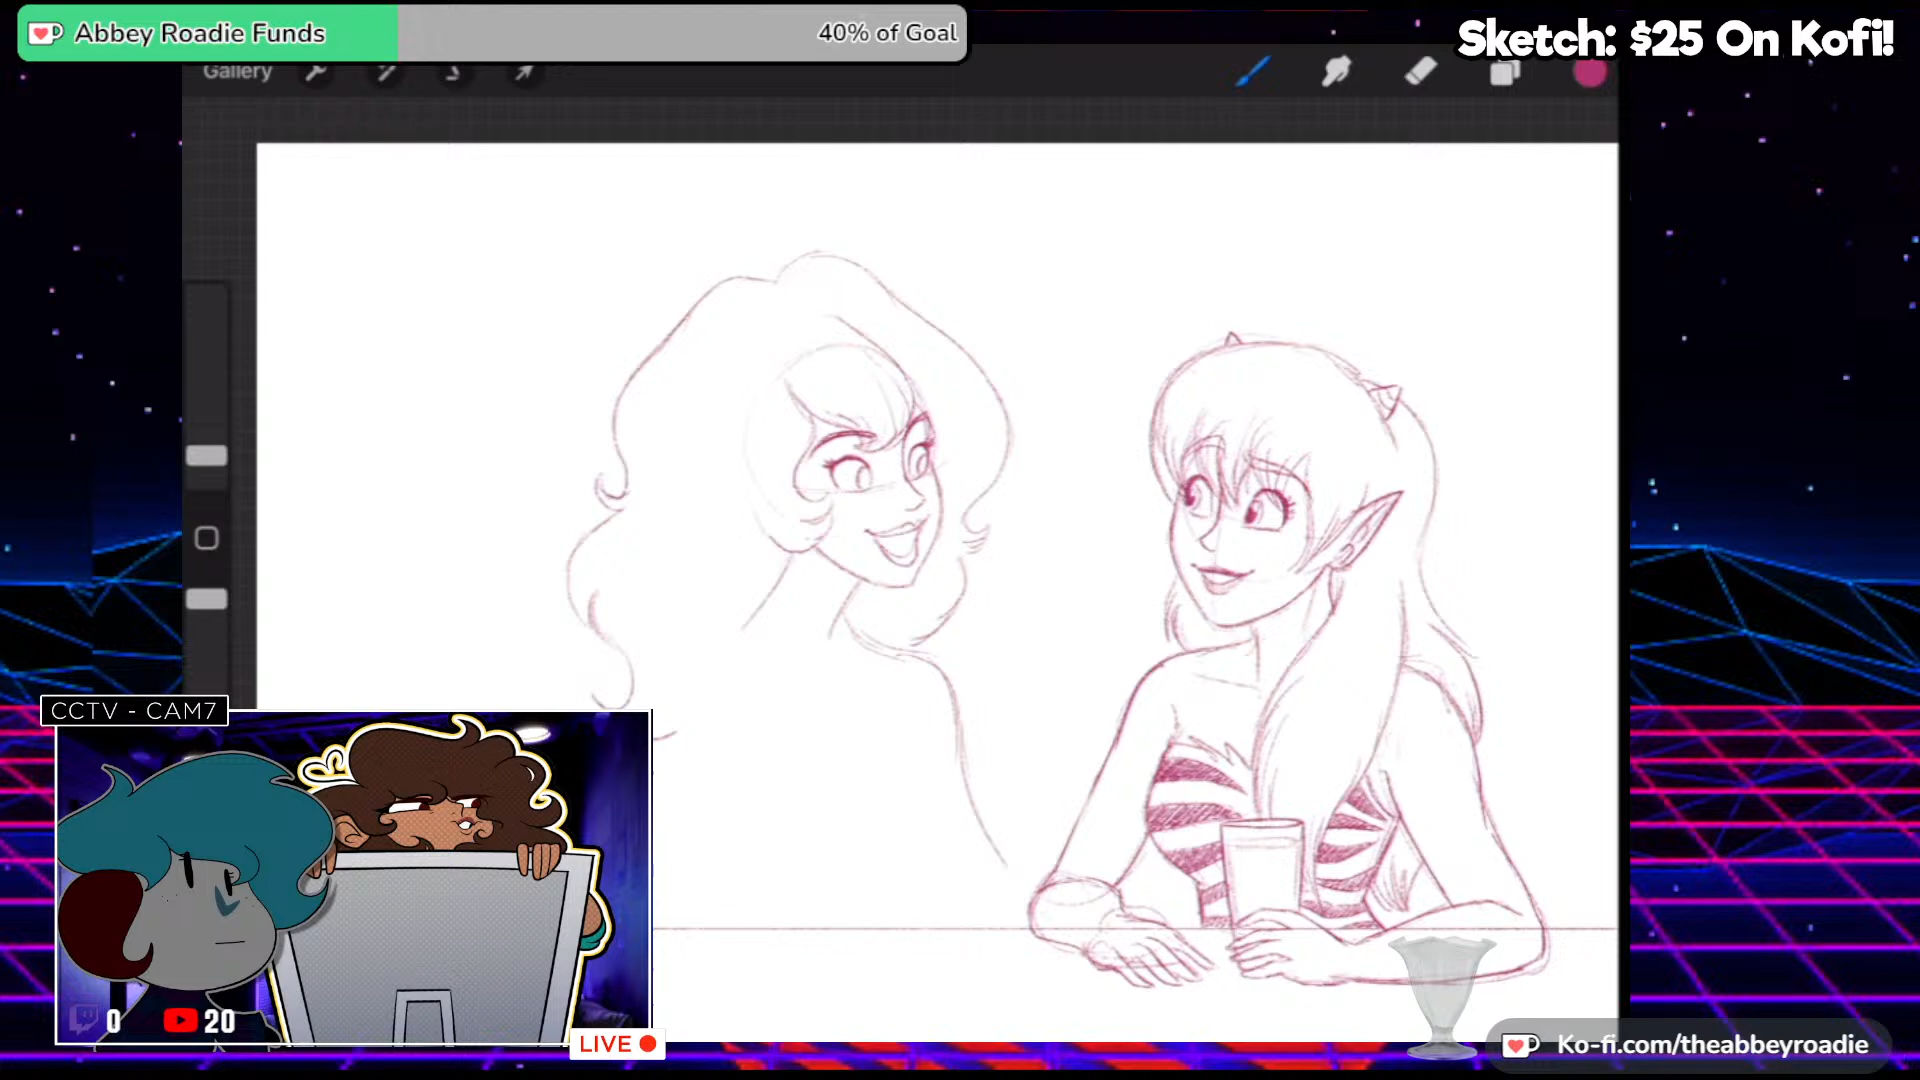 Abbey Roadie Funds
40% of Goal
Sketch: $25 On Kofi!
Gallery
CCTV - CAM7
0
20
LIVE
Ko-fi.com/theabbeyroadie